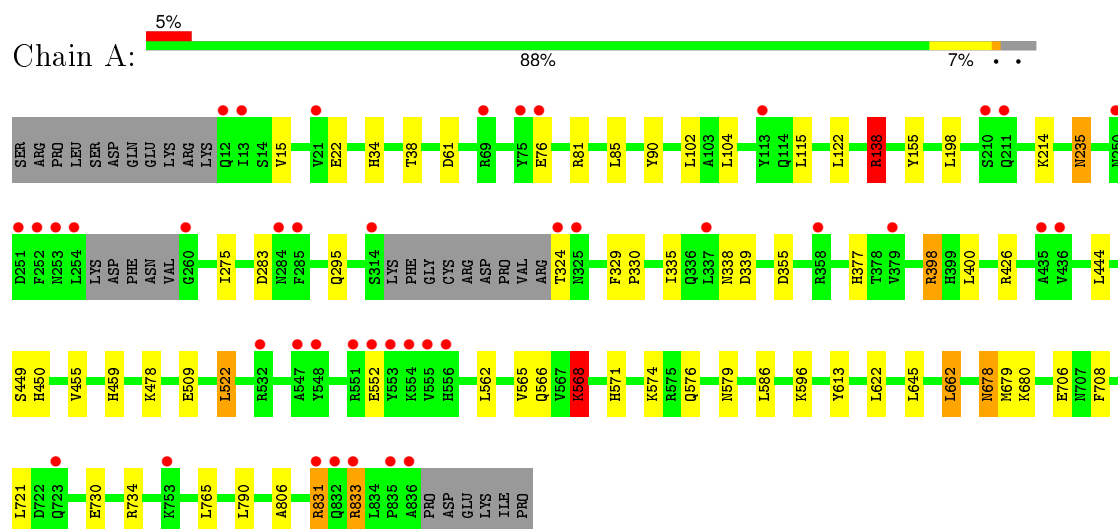 5%
Chain A:
88% 7% • •
SER ARG PRO LEU SER ASP GLN GLU LYS ARG LYS Q12 I13 S14 V15 V21 E22 H34 T38 D61 R69 Y75 E76 R81 L85 Y90 L102 A103 L104 Y113 Q114 L115 L122 R138 Y155 L198 S210 Q211 K214 N235 N250
D251 F252 N253 L254 LYS ASP PHE ASN VAL G260 I275 D283 N284 F285 Q295 S314 LYS PHE GLY CYS ARG ASP PRO VAL ARG T324 N325 F329 P330 I335 Q336 L337 N338 D339 D355 R358 H377 T378 V379 R398 H399 L400 R426 A435 V436 L444
S449 H450 V455 H459 K478 E509 L522 R532 A547 Y548 R551 E552 Y553 K554 V555 H556 L562 V565 Q566 V567 K568 H571 K574 R575 Q576 N579 L586 K596 Y613 L622 L645 L662 N678 M679 K680 E706 N707 F708
L721 D722 Q723 E730 R734 K753 L765 L790 A806 R831 Q832 R833 L834 P835 A836 PRO ASP GLU LYS ILE PRO